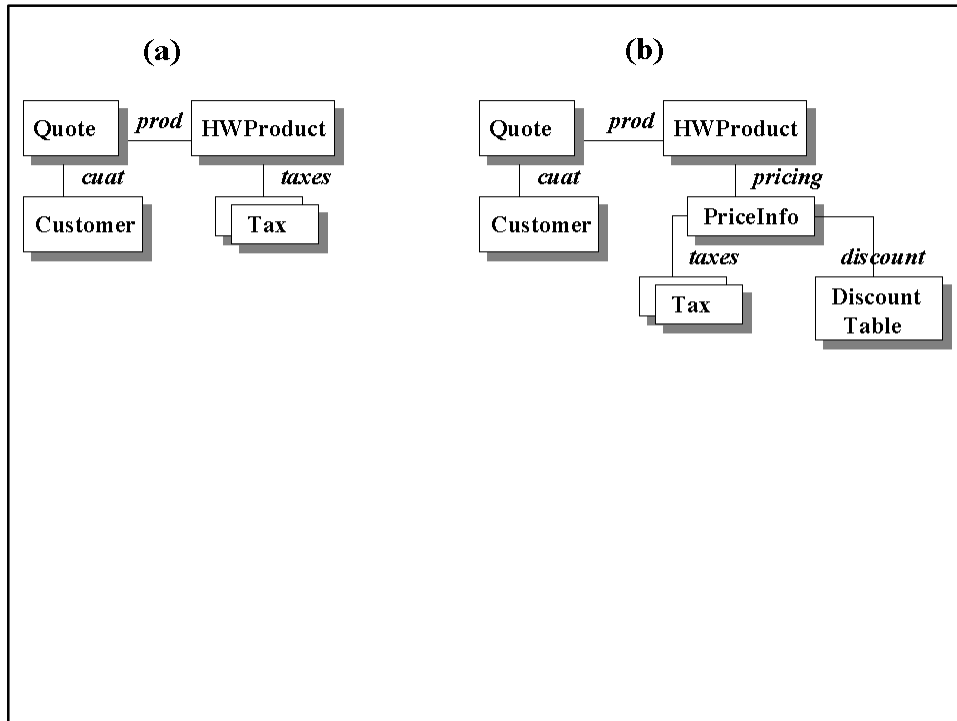 (a)
Quote
prod
HWProduct
cuat
taxes
Customer
Tax
(b)
Quote
prod
HWProduct
cuat
pricing
Customer
PriceInfo
taxes
discount
Tax
Discount
Table